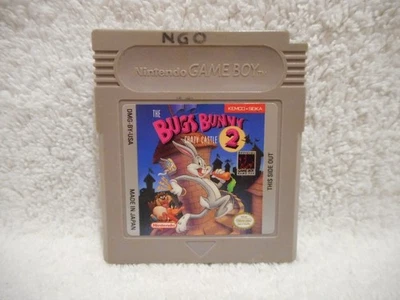 NGO
Nintendo GAME BOY
KEMCO • SEIKA
THE
BUGS BUNNY
CRAZY CASTLE 2
DMG-BY-USA
MADE IN JAPAN
THIS SIDE OUT
Nintendo